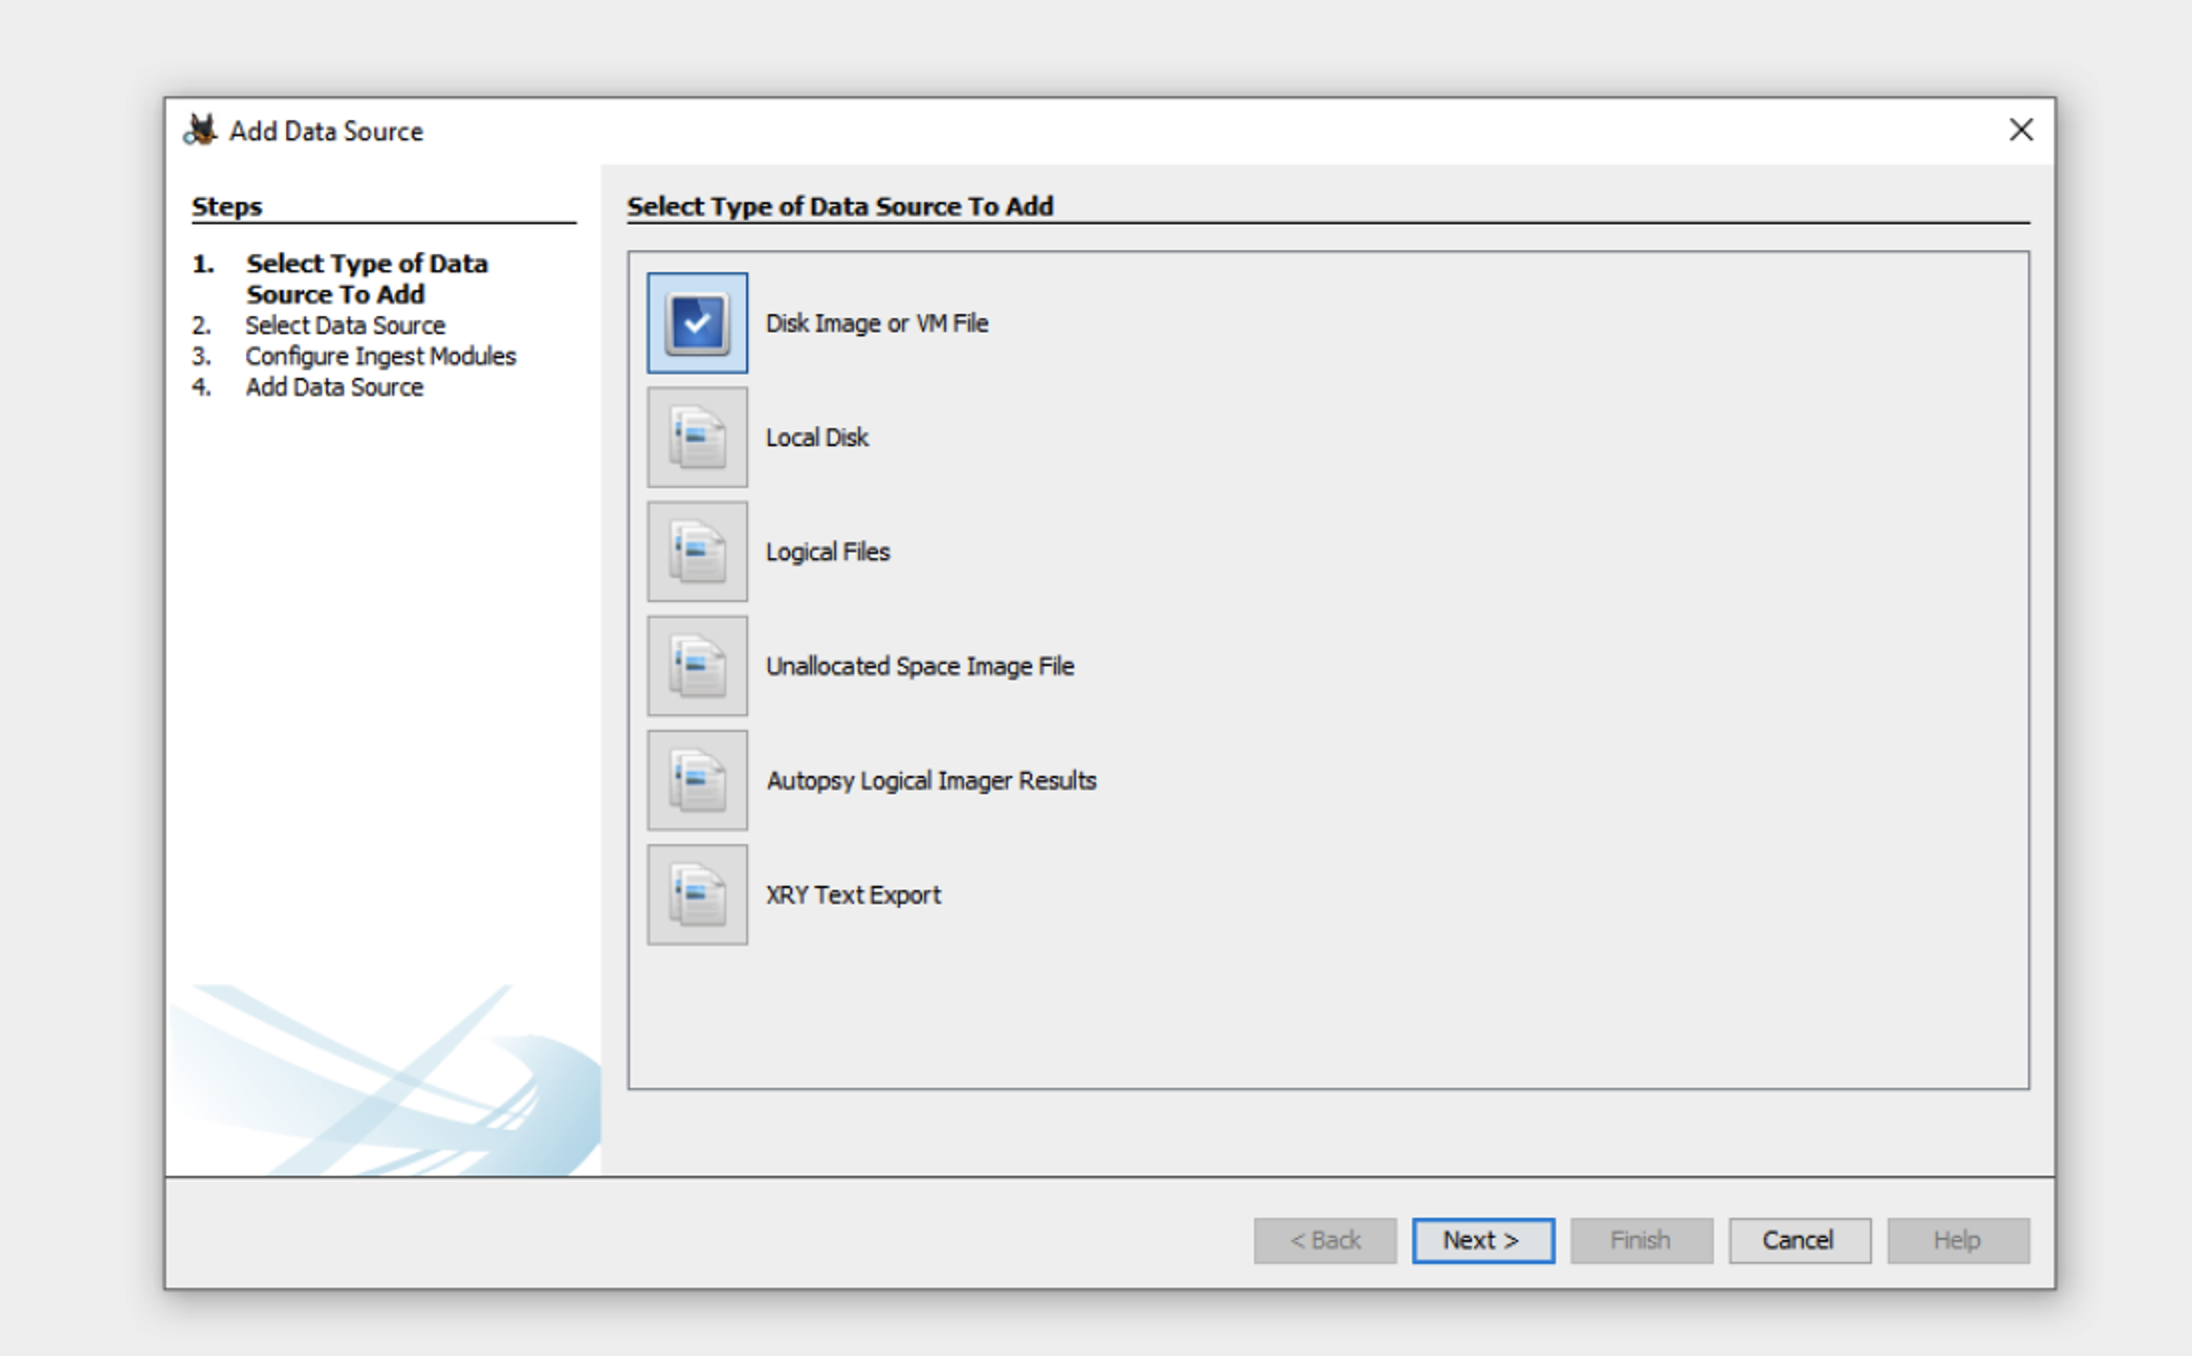 Add Data Source
Steps
1. Select Type of Data
Source To Add
2. Select Data Source
3. Configure Ingest Modules
4. Add Data Source
Select Type of Data Source To Add
Disk Image or VM File
Local Disk
Logical Files
Unallocated Space Image File
Autopsy Logical Imager Results
XRY Text Export
< Back Next > Finish Cancel Help